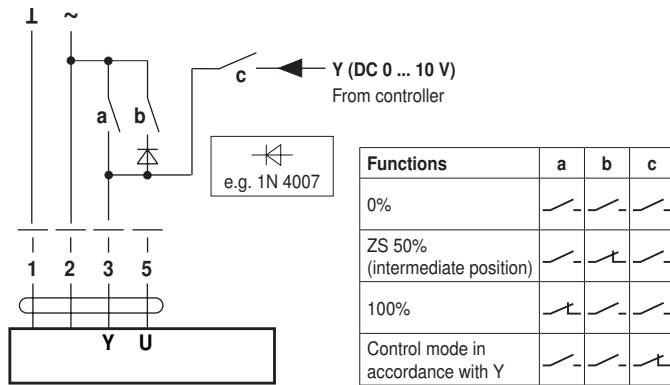 ⊥ ~
a b
c
Y (DC 0 ... 10 V)
From controller
e.g. 1N 4007
1 2 3 5
Y U
Functions a b c
0%
ZS 50%
(intermediate position)
100%
Control mode in
accordance with Y